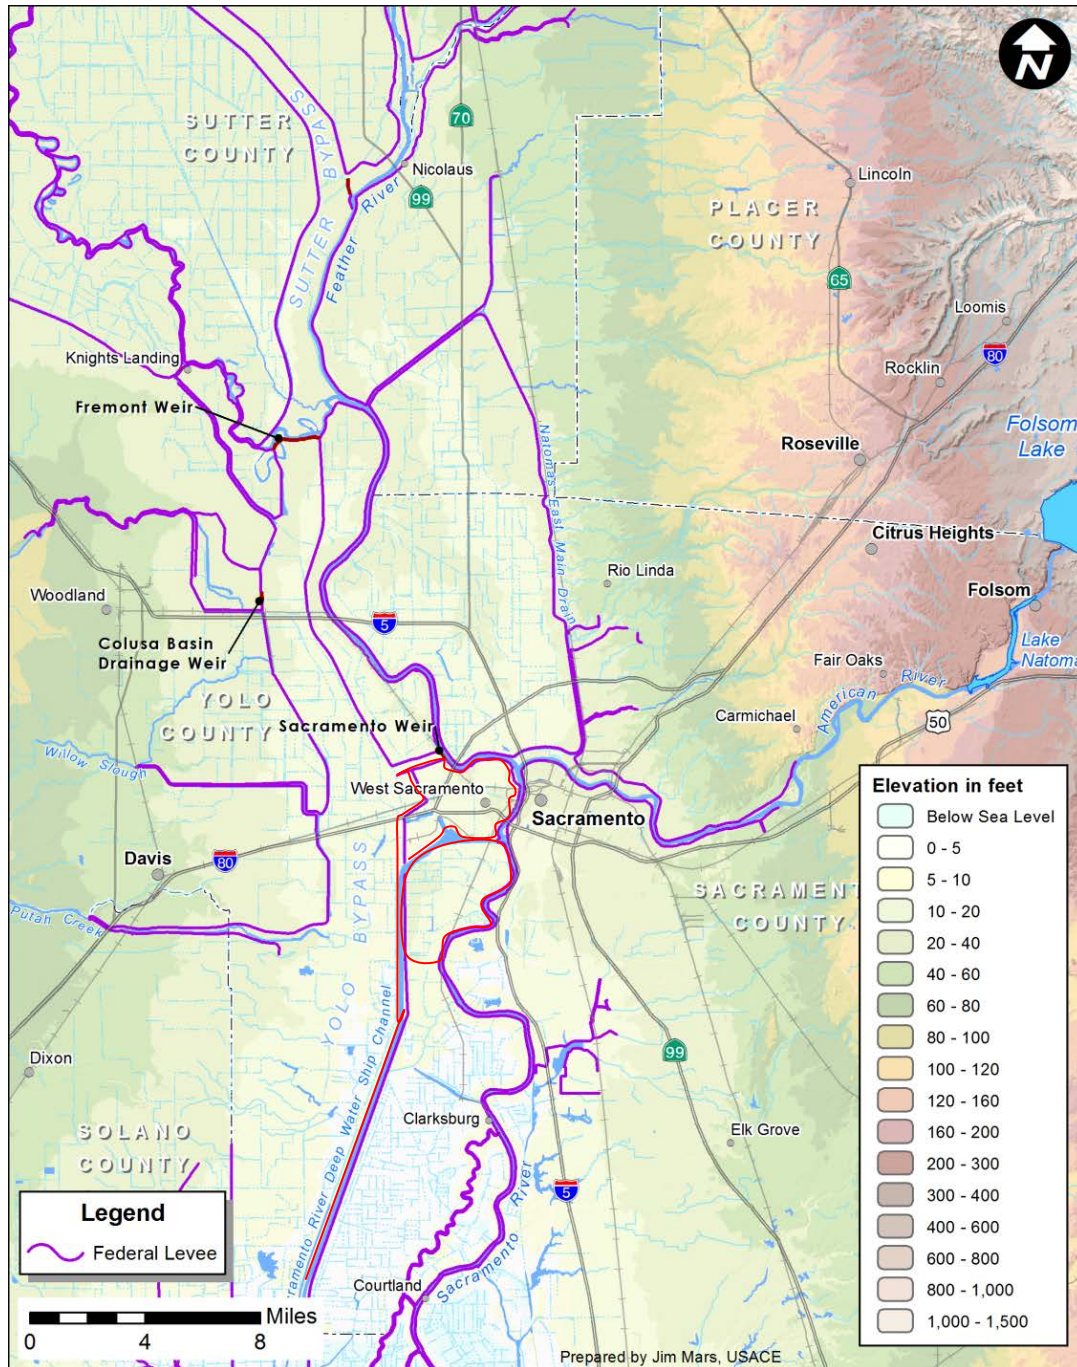 N
SUTTER
COUNTY
SUTTER BYPASS
70
Nicolaus
99
Feather River
Lincoln
PLACER
COUNTY
65
Loomis
80
Rocklin
Knights Landing
Fremont Weir
Folsom
Lake
Roseville
Natomas East Main Drain
Citrus Heights
Rio Linda
Woodland
Folsom
5
Colusa Basin
Drainage Weir
Lake
Natoma
Fair Oaks
American River
YOLO
COUNTY
Carmichael
50
Sacramento Weir
Willow Slough
West Sacramento
Sacramento
Davis
80
YOLO BYPASS
SACRAMENT
COUNTY
Putah Creek
Sacramento River Deep Water Ship Channel
99
Dixon
Clarksburg
Elk Grove
SOLANO
COUNTY
5
Sacramento River
Courtland
Elevation in feet
Below Sea Level
0 - 5
5 - 10
10 - 20
20 - 40
40 - 60
60 - 80
80 - 100
100 - 120
120 - 160
160 - 200
200 - 300
300 - 400
400 - 600
600 - 800
800 - 1,000
1,000 - 1,500
Legend
Federal Levee
Miles
0 4 8
Prepared by Jim Mars, USACE